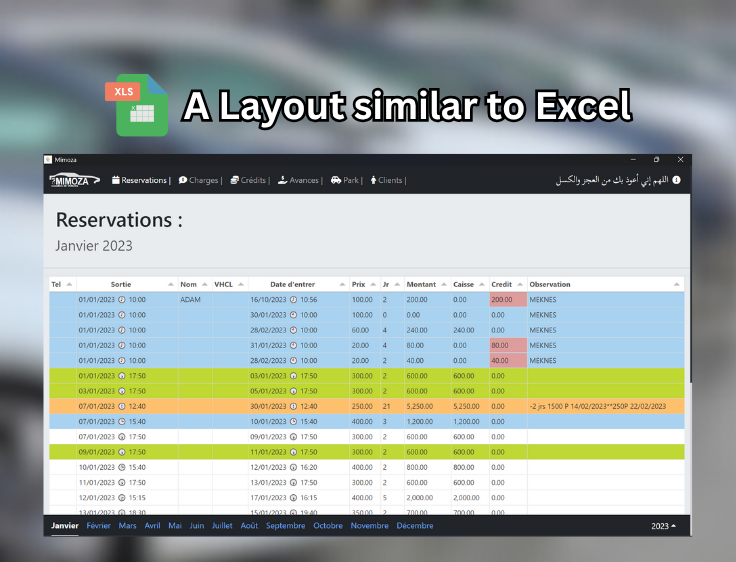 XLS
A Layout similar to Excel
Mimoza
MIMOZA Reservations | Charges | Crédits | Avances | Park | Clients | اللهم إني أعوذ بك من العجز والكسل
Reservations :
Janvier 2023
Tel Sortie Nom VHCL Date d'entrer Prix Jr Montant Caisse Credit Observation
01/01/2023 10:00 ADAM 16/10/2023 10:56 100.00 2 200.00 0.00 200.00 MEKNES
01/01/2023 10:00 30/01/2023 10:00 100.00 0 0.00 0.00 0.00 MEKNES
01/01/2023 10:00 28/02/2023 10:00 60.00 4 240.00 240.00 0.00 MEKNES
01/01/2023 10:00 31/01/2023 10:00 20.00 4 80.00 0.00 80.00 MEKNES
01/01/2023 10:00 28/02/2023 10:00 20.00 2 40.00 0.00 40.00 MEKNES
01/01/2023 17:50 03/01/2023 17:50 300.00 2 600.00 600.00 0.00
03/01/2023 17:50 05/01/2023 17:50 300.00 2 600.00 600.00 0.00
07/01/2023 12:40 30/01/2023 12:40 250.00 21 5,250.00 5,250.00 0.00 -2 jrs 1500 P 14/02/2023**250P 22/02/2023
07/01/2023 15:40 10/01/2023 15:40 400.00 3 1,200.00 1,200.00 0.00
07/01/2023 17:50 09/01/2023 17:50 300.00 2 600.00 600.00 0.00
09/01/2023 17:50 11/01/2023 17:50 300.00 2 600.00 600.00 0.00
10/01/2023 15:40 12/01/2023 16:20 400.00 2 800.00 800.00 0.00
11/01/2023 17:50 13/01/2023 17:50 300.00 2 600.00 600.00 0.00
12/01/2023 15:15 17/01/2023 16:15 400.00 5 2,000.00 2,000.00 0.00
13/01/2023 18:30 15/01/2023 19:40 350.00 2 700.00 700.00 0.00
Janvier Février Mars Avril Mai Juin Juillet Août Septembre Octobre Novembre Décembre 2023